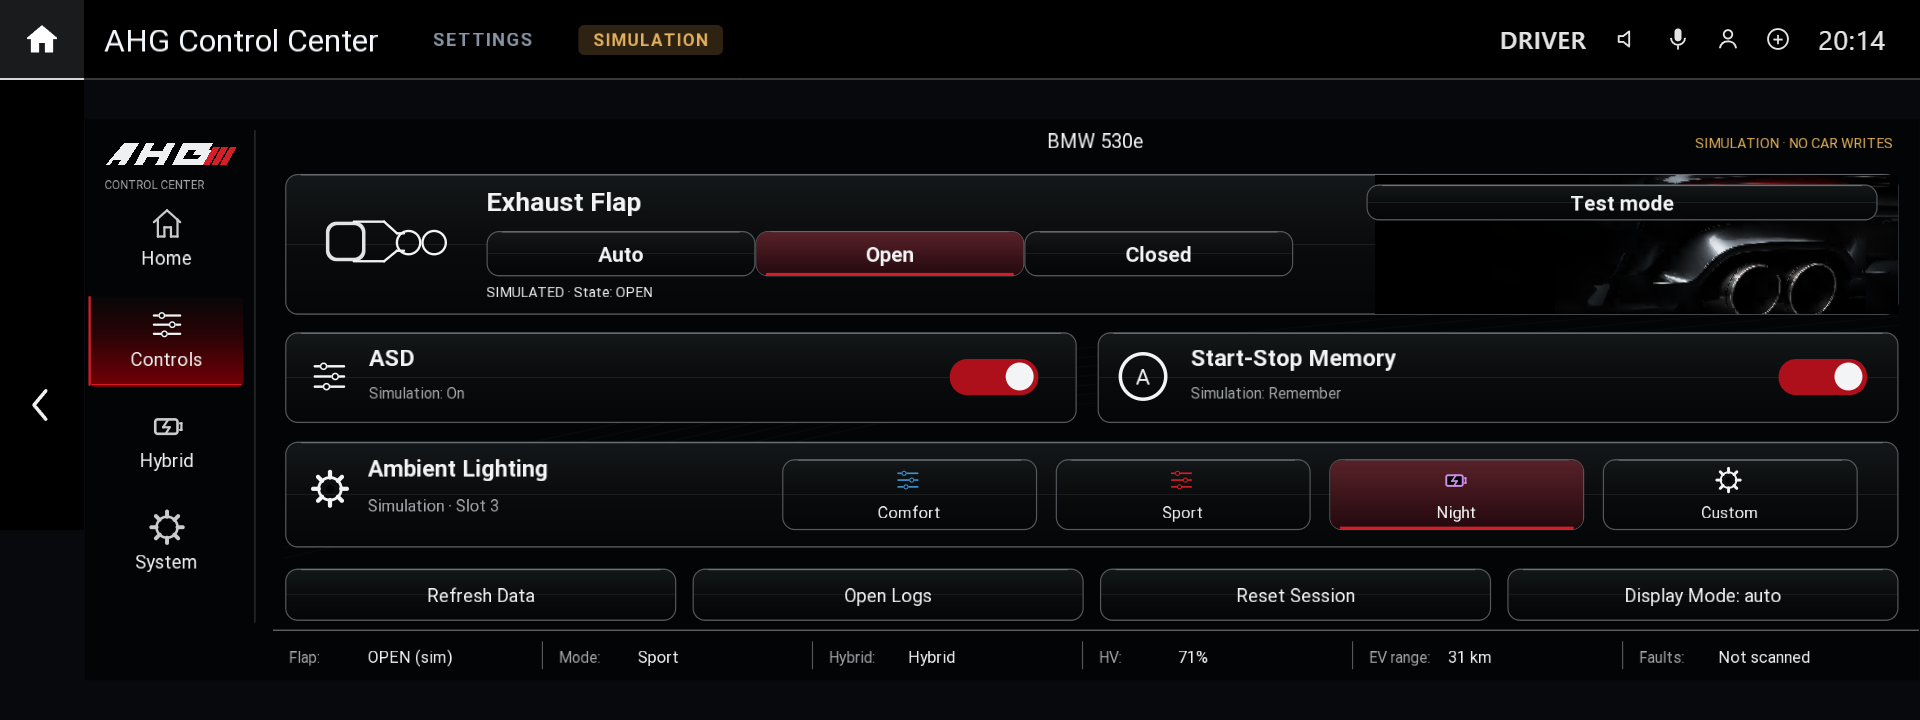 AHG Control Center
SETTINGS
SIMULATION
DRIVER
20:14
AHG
CONTROL CENTER
BMW 530e
SIMULATION · NO CAR WRITES
Home
Controls
Hybrid
System
Exhaust Flap
Test mode
Auto
Open
Closed
SIMULATED · State: OPEN
ASD
Simulation: On
A
Start-Stop Memory
Simulation: Remember
Ambient Lighting
Simulation · Slot 3
Comfort
Sport
Night
Custom
Refresh Data
Open Logs
Reset Session
Display Mode: auto
Flap: OPEN (sim)
Mode: Sport
Hybrid: Hybrid
HV: 71%
EV range: 31 km
Faults: Not scanned